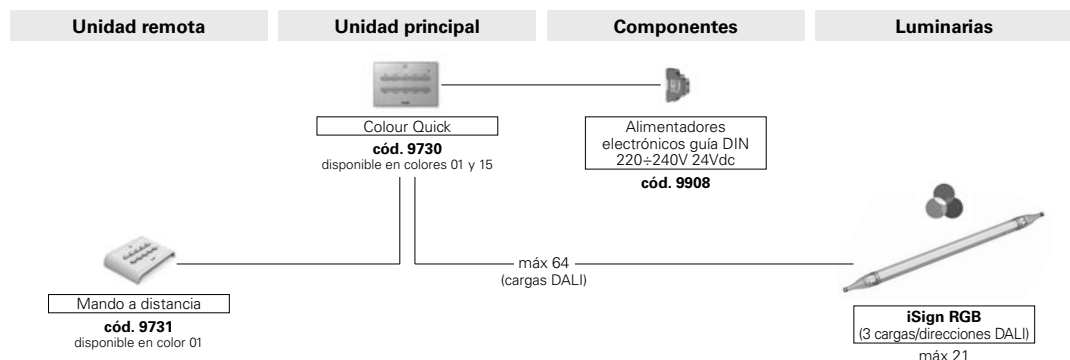 Unidad remota
Unidad principal
Componentes
Luminarias
Colour Quick
cód. 9730
disponible en colores 01 y 15
Alimentadores
electrónicos guía DIN
220÷240V 24Vdc
cód. 9908
máx 64
(cargas DALI)
Mando a distancia
cód. 9731
disponible en color 01
iSign RGB
(3 cargas/direcciones DALI)
máx 21